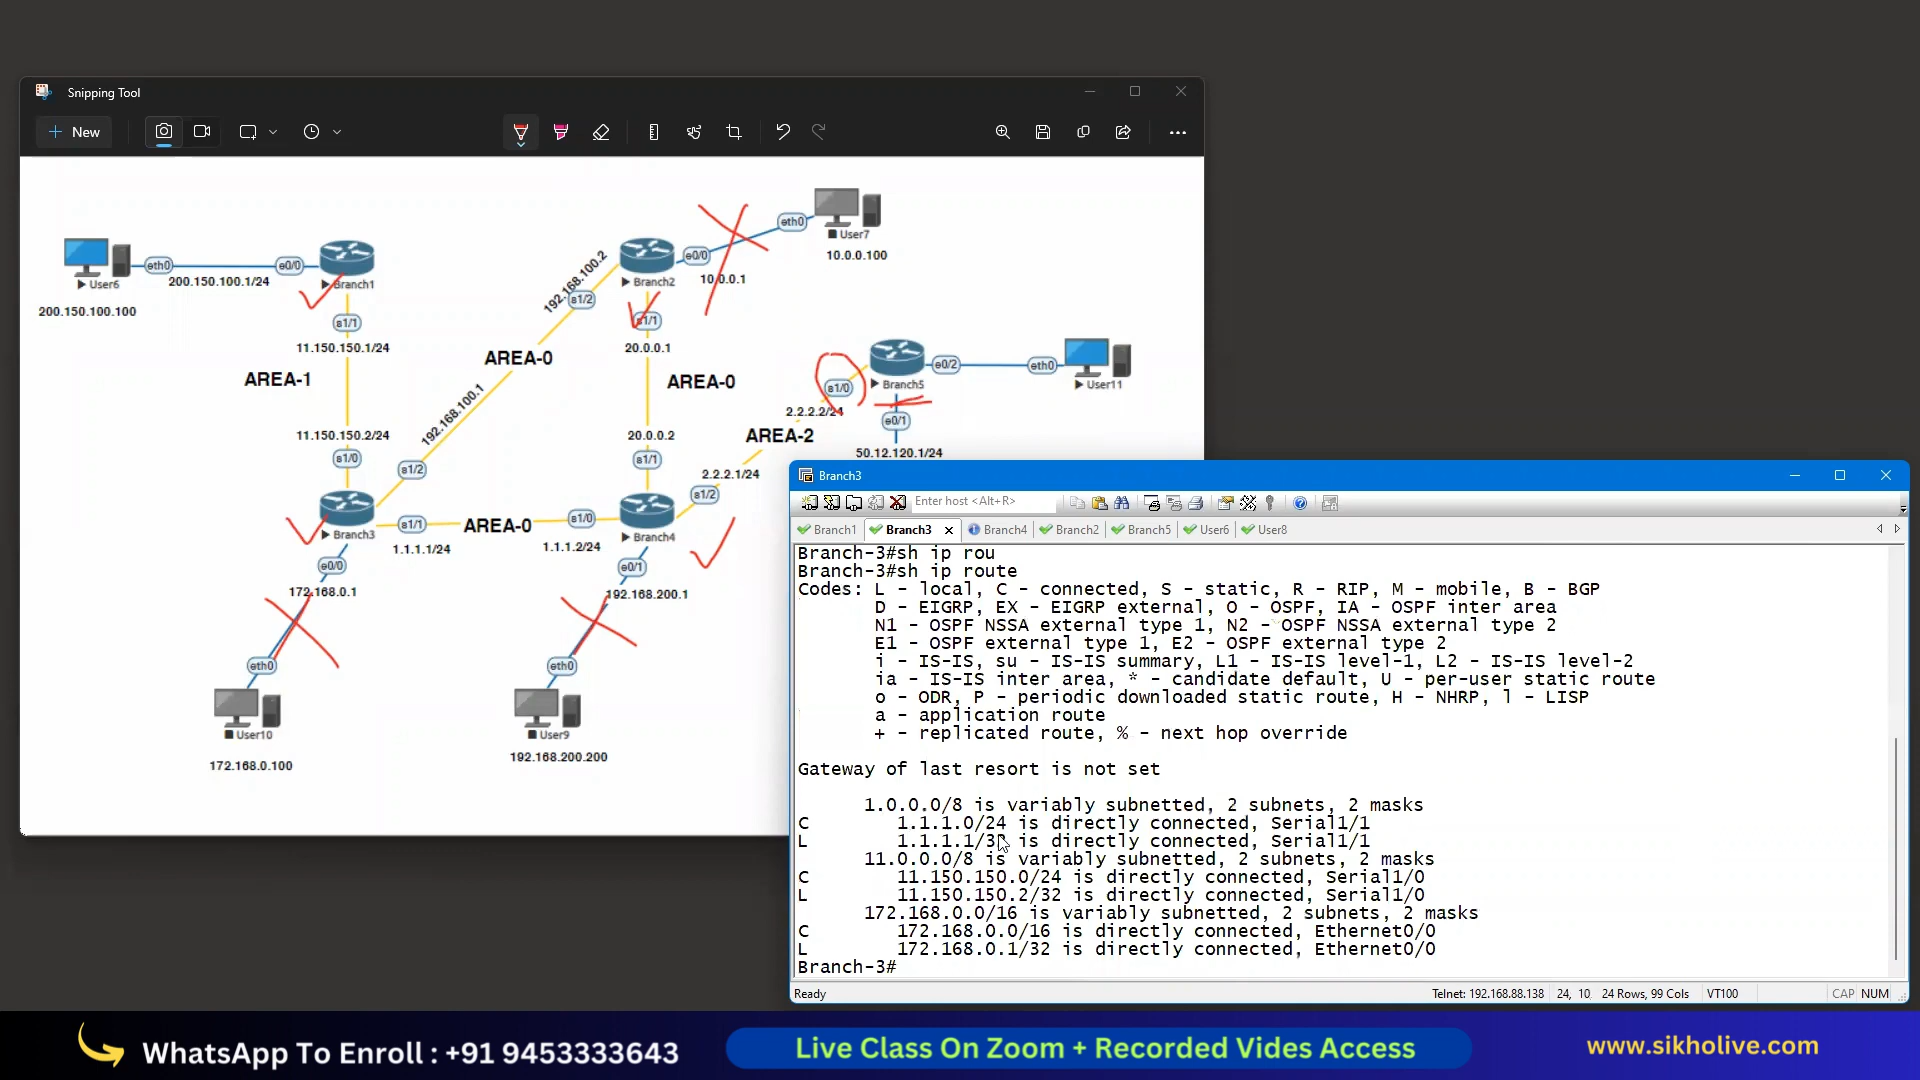 Snipping Tool
New
eth0
User7
10.0.0.100
e0/0
10.0.0.1
User6
eth0
200.150.100.1/24
e0/0
Branch1
200.150.100.100
192.168.100.2
s1/2
Branch2
s1/1
s1/1
11.150.150.1/24
20.0.0.1
AREA-0
AREA-1
AREA-0
192.168.100.1
s1/0
Branch5
e0/2
eth0
User11
2.2.2.2/24
e0/1
AREA-2
50.12.120.1/24
11.150.150.2/24
20.0.0.2
s1/0
s1/2
s1/1
2.2.2.1/24
s1/2
Branch3
s1/1
AREA-0
s1/0
Branch4
1.1.1.1/24
1.1.1.2/24
e0/0
e0/1
172.168.0.1
192.168.200.1
eth0
eth0
User10
User9
172.168.0.100
192.168.200.200
Branch3
Enter host <Alt+R>
Branch1
Branch3
Branch4
Branch2
Branch5
User6
User8
Branch-3#sh ip rou
Branch-3#sh ip route
Codes: L - local, C - connected, S - static, R - RIP, M - mobile, B - BGP
D - EIGRP, EX - EIGRP external, O - OSPF, IA - OSPF inter area
N1 - OSPF NSSA external type 1, N2 - OSPF NSSA external type 2
E1 - OSPF external type 1, E2 - OSPF external type 2
i - IS-IS, su - IS-IS summary, L1 - IS-IS level-1, L2 - IS-IS level-2
ia - IS-IS inter area, * - candidate default, U - per-user static route
o - ODR, P - periodic downloaded static route, H - NHRP, l - LISP
a - application route
+ - replicated route, % - next hop override
Gateway of last resort is not set
1.0.0.0/8 is variably subnetted, 2 subnets, 2 masks
C 1.1.1.0/24 is directly connected, Serial1/1
L 1.1.1.1/32 is directly connected, Serial1/1
11.0.0.0/8 is variably subnetted, 2 subnets, 2 masks
C 11.150.150.0/24 is directly connected, Serial1/0
L 11.150.150.2/32 is directly connected, Serial1/0
172.168.0.0/16 is variably subnetted, 2 subnets, 2 masks
C 172.168.0.0/16 is directly connected, Ethernet0/0
L 172.168.0.1/32 is directly connected, Ethernet0/0
Branch-3#
Ready
Telnet: 192.168.88.138
24, 10
24 Rows, 99 Cols
VT100
CAP NUM
WhatsApp To Enroll : +91 9453333643
Live Class On Zoom + Recorded Vides Access
www.sikholive.com